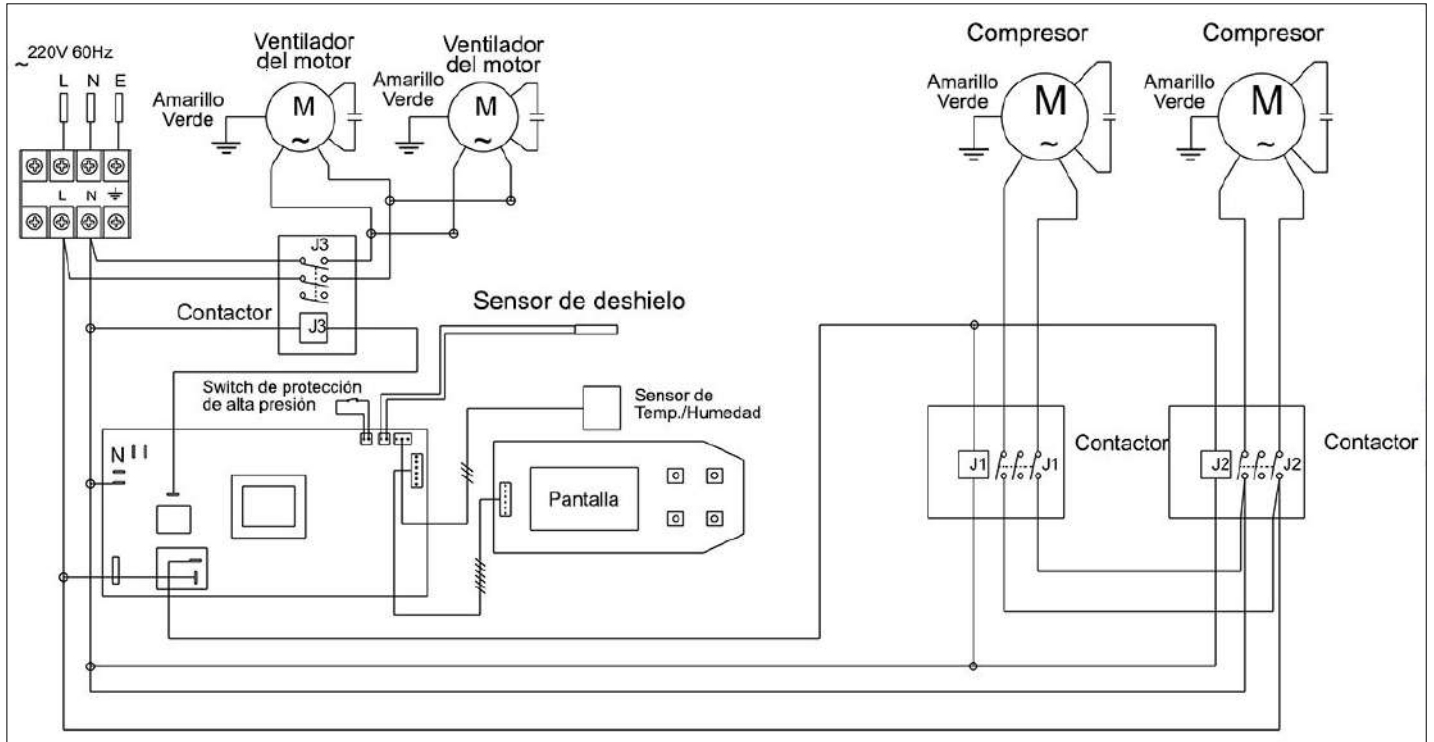 220V 60Hz
~
L N E
L N
Ventilador
del motor
Amarillo
Verde
M
~
Ventilador
del motor
Amarillo
Verde
M
~
Compresor
Amarillo
Verde
M
~
Compresor
Amarillo
Verde
M
~
J3
Contactor
J3
Sensor de deshielo
Switch de protección
de alta presión
Sensor de
Temp./Humedad
N
Pantalla
J1
J1
Contactor
J2
J2
Contactor